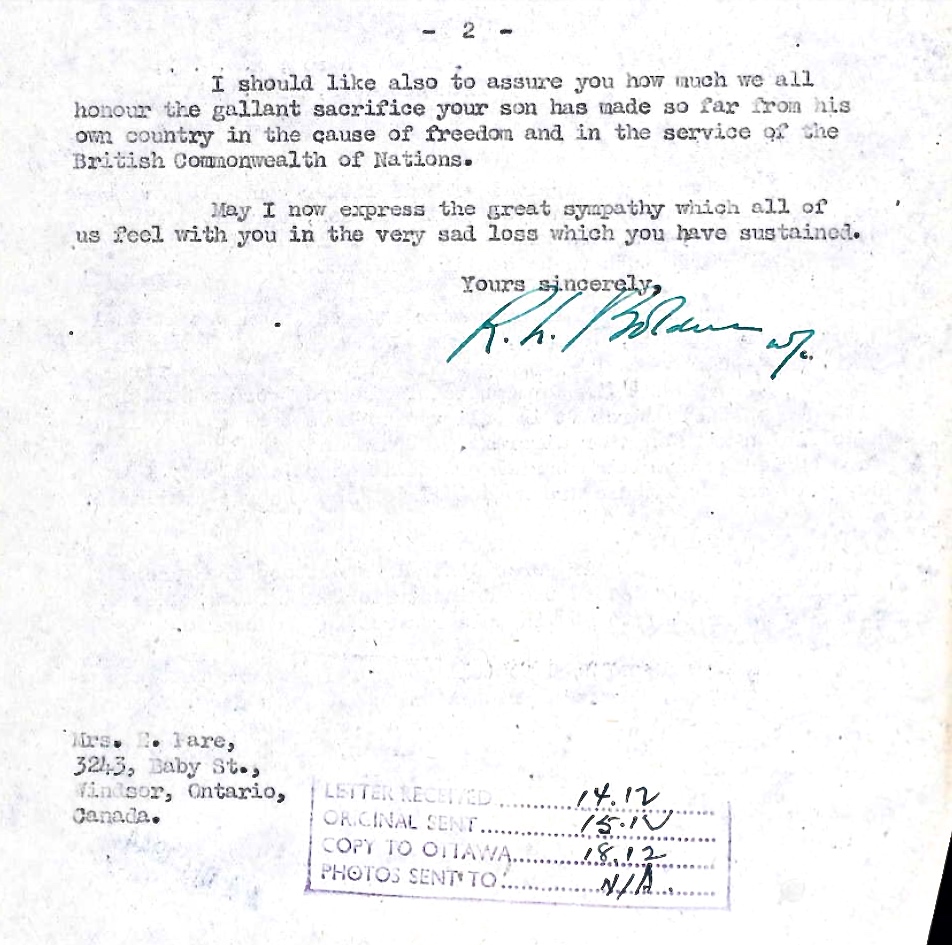 - 2 -
I should like also to assure you how much we all
honour the gallant sacrifice your son has made so far from his
own country in the cause of freedom and in the service of the
British Commonwealth of Nations.
May I now express the great sympathy which all of
us feel with you in the very sad loss which you have sustained.
Yours sincerely,
R. L.
Mrs. E. Pare,
3243, Baby St.,
Windsor, Ontario,
Canada.
LETTER RECEIVED 14.12
ORIGINAL SENT 15.12
COPY TO OTTAWA 18.12
PHOTOS SENT TO N/A.